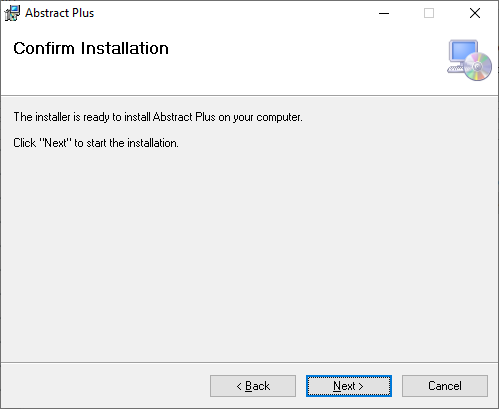 Abstract Plus
Confirm Installation
The installer is ready to install Abstract Plus on your computer.
Click "Next" to start the installation.
< Back
Next >
Cancel